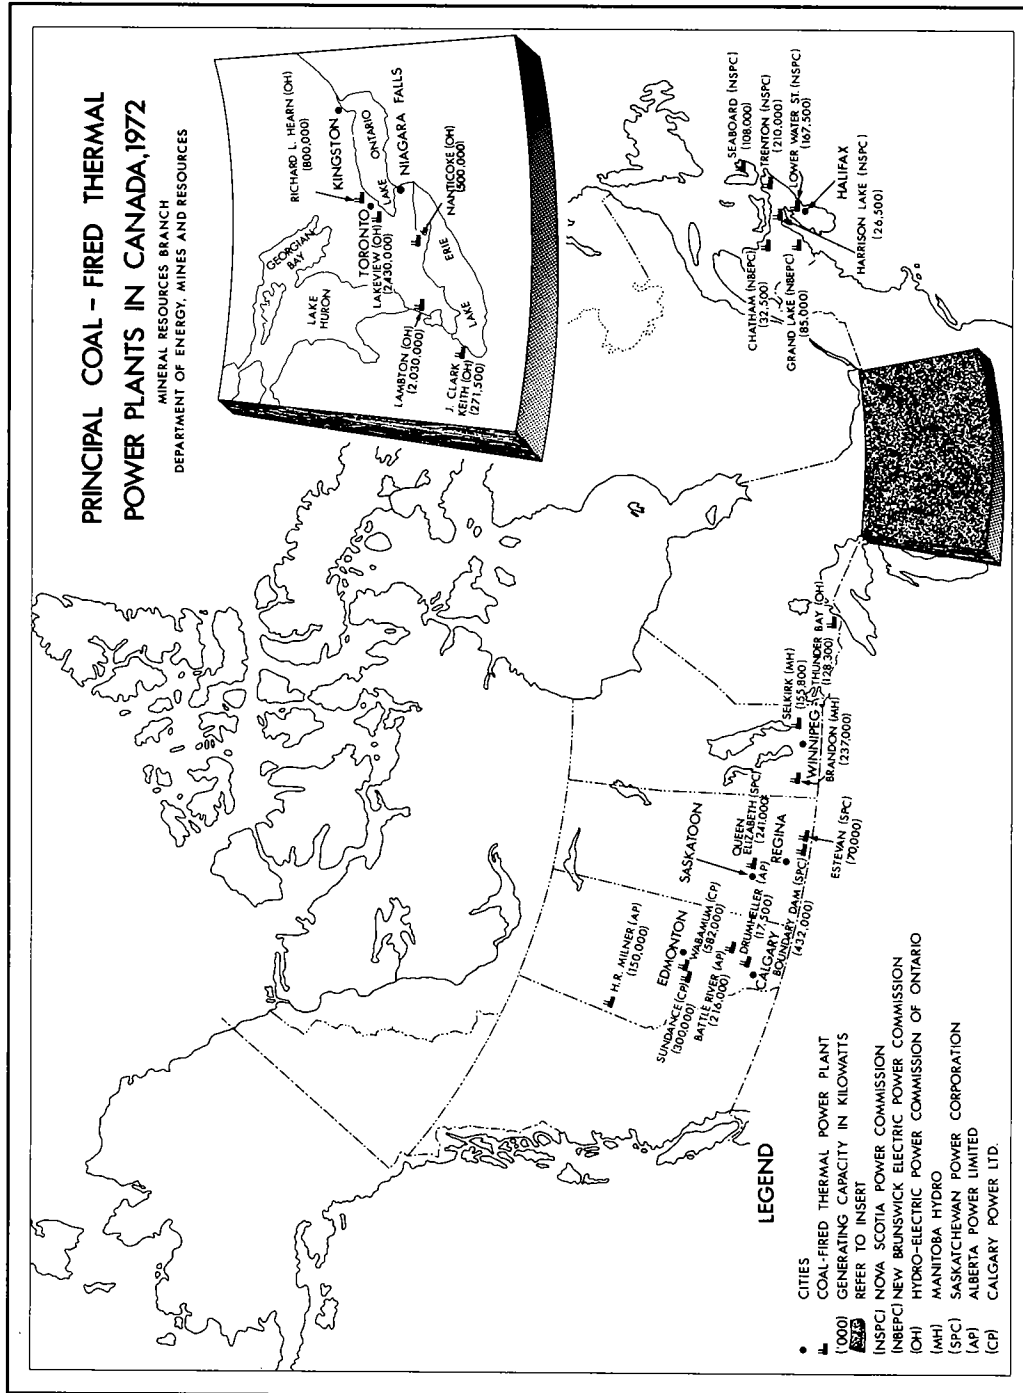 PRINCIPAL COAL - FIRED THERMAL
POWER PLANTS IN CANADA, 1972
MINERAL RESOURCES BRANCH
DEPARTMENT OF ENERGY, MINES AND RESOURCES
GEORGIAN
BAY
LAKE
HURON
RICHARD L. HEARN (OH)
(800,000)
KINGSTON
TORONTO
LAKEVIEW (OH)
(2,430,000)
LAKE
ONTARIO
NIAGARA FALLS
LAMBTON (OH)
(2,030,000)
NANTICOKE (OH)
(500,000)
J. CLARK
KEITH (OH)
(271,500)
LAKE
ERIE
H.R. MILNER (AP)
(150,000)
EDMONTON
SUNDANCE (CP)
(300,000)
WABAMUM (CP)
(582,000)
BATTLE RIVER (AP)
(216,000)
DRUMHELLER (AP)
(17,500)
CALGARY
SASKATOON
QUEEN
ELIZABETH (SPC)
(241,000)
REGINA
BOUNDARY DAM (SPC)
(432,000)
ESTEVAN (SPC)
(70,000)
SELKIRK (MH)
(155,800)
WINNIPEG
BRANDON (MH)
(237,000)
THUNDER BAY (OH)
(128,300)
CHATHAM (NBEPC)
(32,500)
GRAND LAKE (NBEPC)
(85,000)
SEABOARD (NSPC)
(108,000)
TRENTON (NSPC)
(210,000)
LOWER WATER ST. (NSPC)
(167,500)
HALIFAX
HARRISON LAKE (NSPC)
(26,500)
LEGEND
CITIES
COAL-FIRED THERMAL POWER PLANT
('000) GENERATING CAPACITY IN KILOWATTS
REFER TO INSERT
(NSPC) NOVA SCOTIA POWER COMMISSION
(NBEPC) NEW BRUNSWICK ELECTRIC POWER COMMISSION
(OH) HYDRO-ELECTRIC POWER COMMISSION OF ONTARIO
(MH) MANITOBA HYDRO
(SPC) SASKATCHEWAN POWER CORPORATION
(AP) ALBERTA POWER LIMITED
(CP) CALGARY POWER LTD.